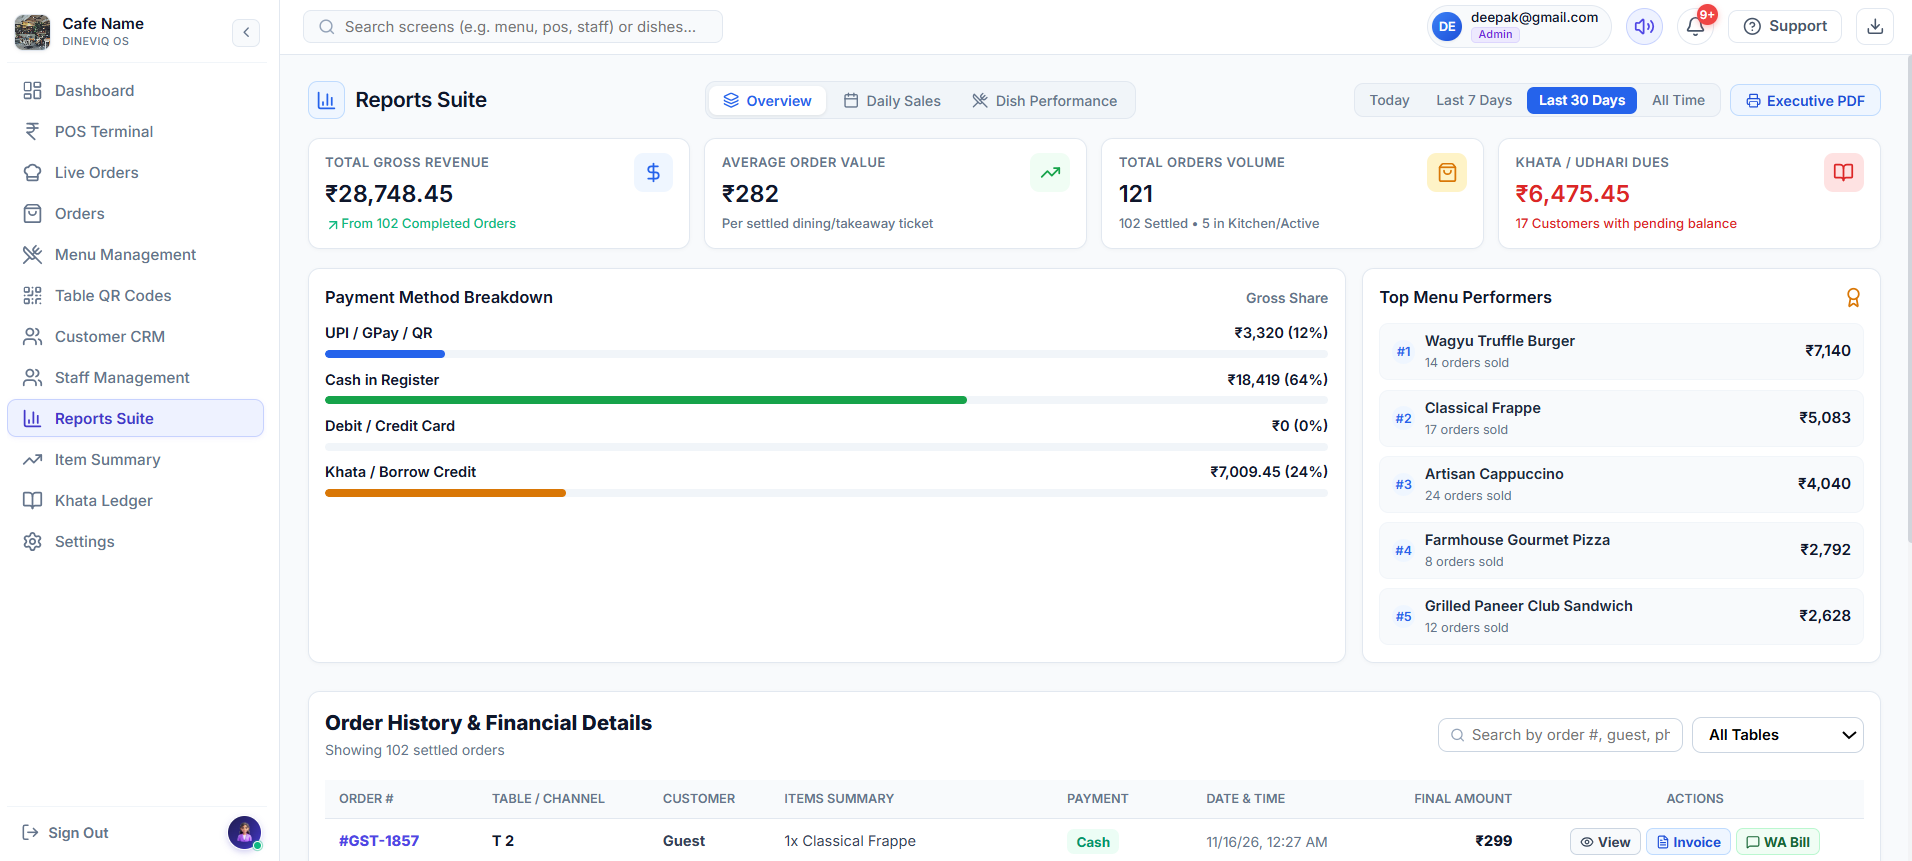 Cafe Name
DINEVIQ OS
Search screens (e.g. menu, pos, staff) or dishes...
DE
deepak@gmail.com
Admin
9+
Support
Dashboard
POS Terminal
Live Orders
Orders
Menu Management
Table QR Codes
Customer CRM
Staff Management
Reports Suite
Item Summary
Khata Ledger
Settings
Sign Out
Reports Suite
Overview
Daily Sales
Dish Performance
Today
Last 7 Days
Last 30 Days
All Time
Executive PDF
TOTAL GROSS REVENUE
₹28,748.45
From 102 Completed Orders
AVERAGE ORDER VALUE
₹282
Per settled dining/takeaway ticket
TOTAL ORDERS VOLUME
121
102 Settled • 5 in Kitchen/Active
KHATA / UDHARI DUES
₹6,475.45
17 Customers with pending balance
Payment Method Breakdown
Gross Share
UPI / GPay / QR
₹3,320 (12%)
Cash in Register
₹18,419 (64%)
Debit / Credit Card
₹0 (0%)
Khata / Borrow Credit
₹7,009.45 (24%)
Top Menu Performers
#1
Wagyu Truffle Burger
14 orders sold
₹7,140
#2
Classical Frappe
17 orders sold
₹5,083
#3
Artisan Cappuccino
24 orders sold
₹4,040
#4
Farmhouse Gourmet Pizza
8 orders sold
₹2,792
#5
Grilled Paneer Club Sandwich
12 orders sold
₹2,628
Order History & Financial Details
Showing 102 settled orders
Search by order #, guest, ph
All Tables
ORDER # TABLE / CHANNEL CUSTOMER ITEMS SUMMARY PAYMENT DATE & TIME FINAL AMOUNT ACTIONS
#GST-1857 T 2 Guest 1x Classical Frappe Cash 11/16/26, 12:27 AM ₹299 View Invoice WA Bill